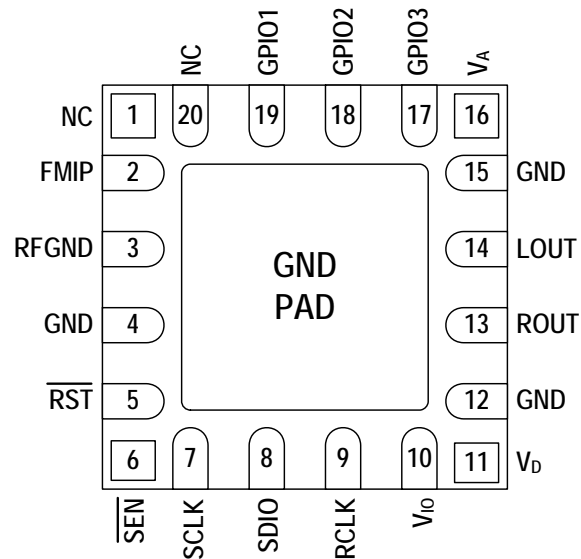 NC
GPIO1
GPIO2
GPIO3
VA
NC 1 20 19 18 17 16
FMIP 2 15 GND
RFGND 3 14 LOUT
GND
PAD
GND 4 13 ROUT
R̅S̅T̅ 5 12 GND
6 7 8 9 10 11 VD
S̅E̅N̅
SCLK
SDIO
RCLK
VIO